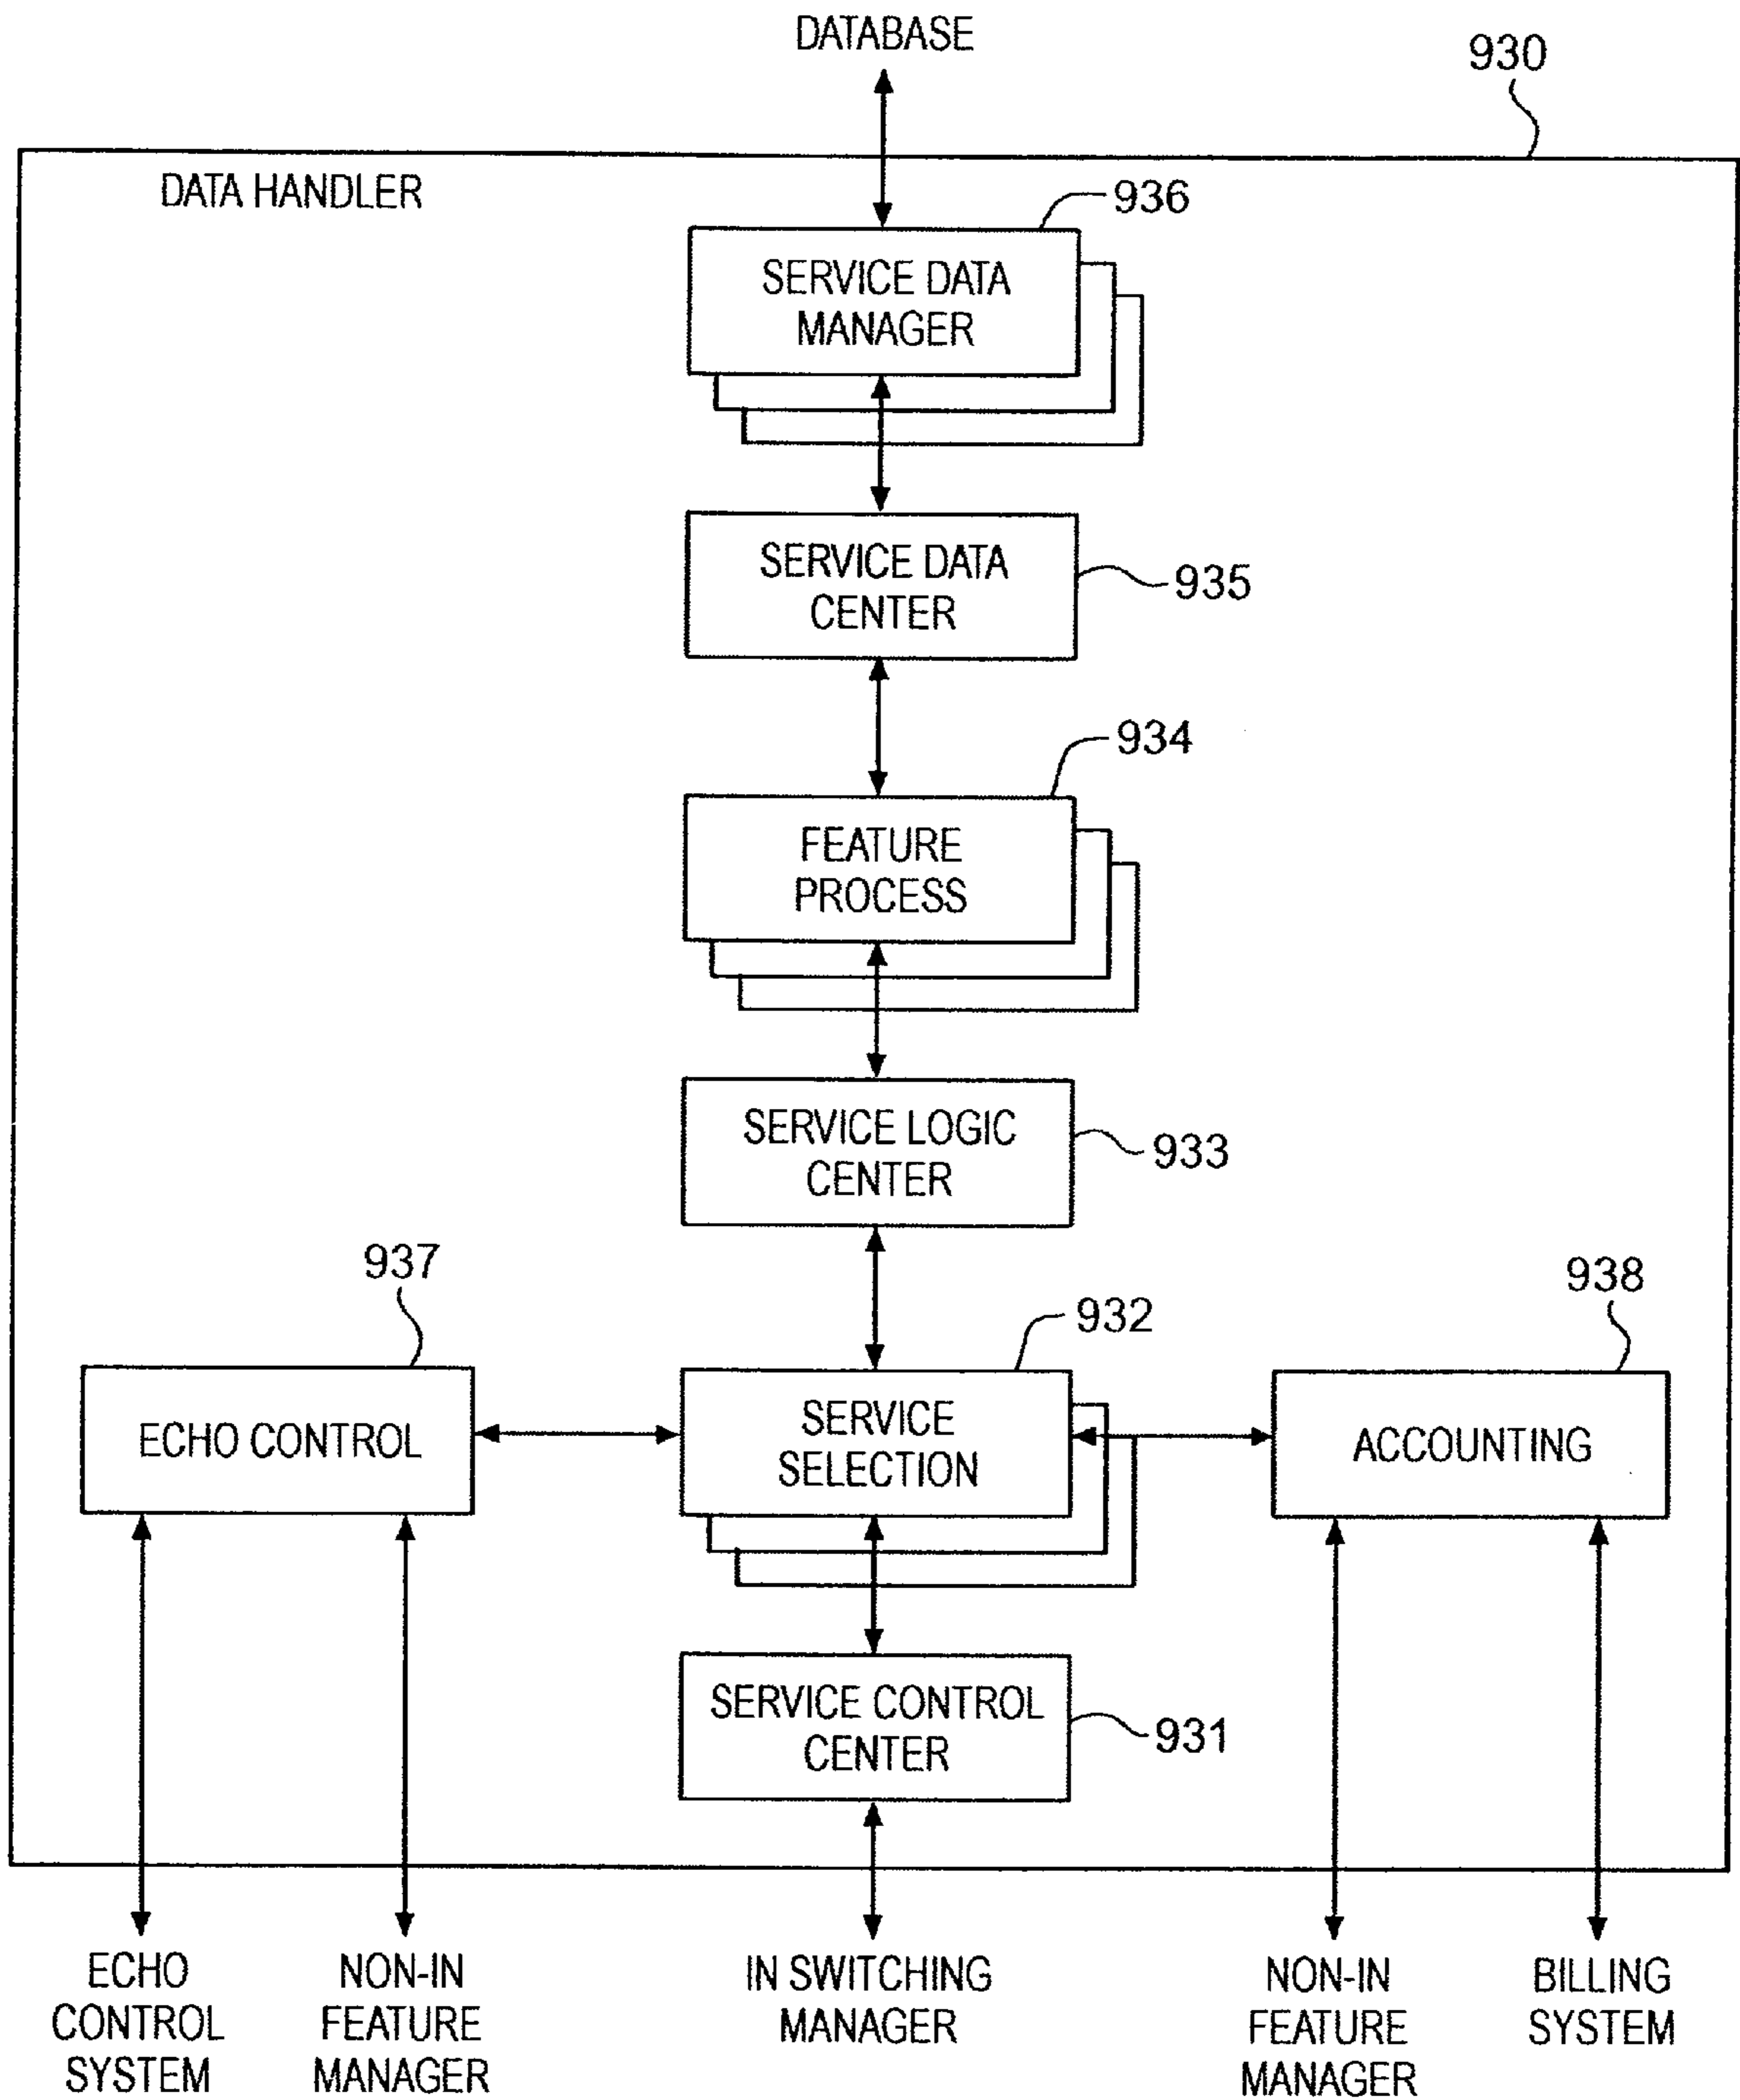 DATABASE
930
DATA HANDLER
936
SERVICE DATA
MANAGER
SERVICE DATA
CENTER
935
934
FEATURE
PROCESS
SERVICE LOGIC
CENTER
933
937
938
932
ECHO CONTROL
SERVICE
SELECTION
ACCOUNTING
SERVICE CONTROL
CENTER
931
ECHO
CONTROL
SYSTEM
NON-IN
FEATURE
MANAGER
IN SWITCHING
MANAGER
NON-IN
FEATURE
MANAGER
BILLING
SYSTEM